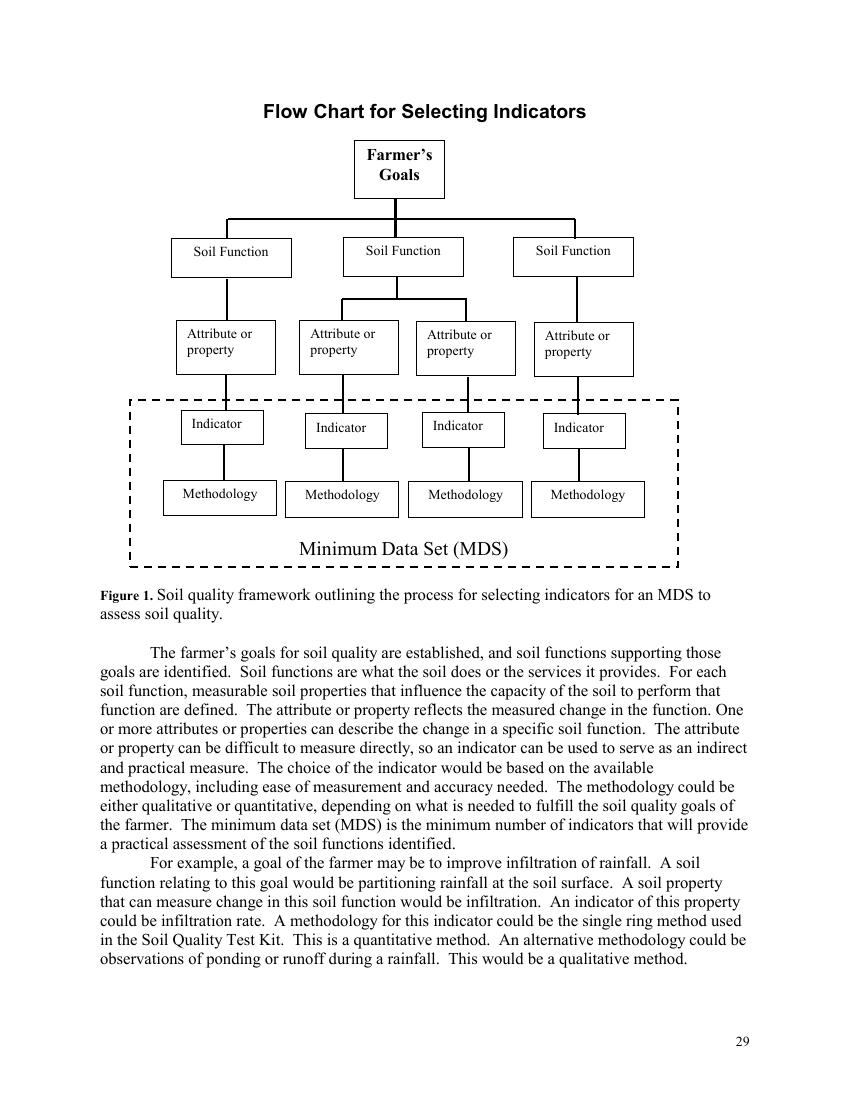 Flow Chart for Selecting Indicators
Farmer’s
Goals
Soil Function
Soil Function
Soil Function
Attribute or
property
Attribute or
property
Attribute or
property
Attribute or
property
Indicator
Indicator
Indicator
Indicator
Methodology
Methodology
Methodology
Methodology
Minimum Data Set (MDS)
Figure 1. Soil quality framework outlining the process for selecting indicators for an MDS to
assess soil quality.
The farmer’s goals for soil quality are established, and soil functions supporting those
goals are identified.  Soil functions are what the soil does or the services it provides.  For each
soil function, measurable soil properties that influence the capacity of the soil to perform that
function are defined.  The attribute or property reflects the measured change in the function. One
or more attributes or properties can describe the change in a specific soil function.  The attribute
or property can be difficult to measure directly, so an indicator can be used to serve as an indirect
and practical measure.  The choice of the indicator would be based on the available
methodology, including ease of measurement and accuracy needed.  The methodology could be
either qualitative or quantitative, depending on what is needed to fulfill the soil quality goals of
the farmer.  The minimum data set (MDS) is the minimum number of indicators that will provide
a practical assessment of the soil functions identified.
For example, a goal of the farmer may be to improve infiltration of rainfall.  A soil
function relating to this goal would be partitioning rainfall at the soil surface.  A soil property
that can measure change in this soil function would be infiltration.  An indicator of this property
could be infiltration rate.  A methodology for this indicator could be the single ring method used
in the Soil Quality Test Kit.  This is a quantitative method.  An alternative methodology could be
observations of ponding or runoff during a rainfall.  This would be a qualitative method.
29